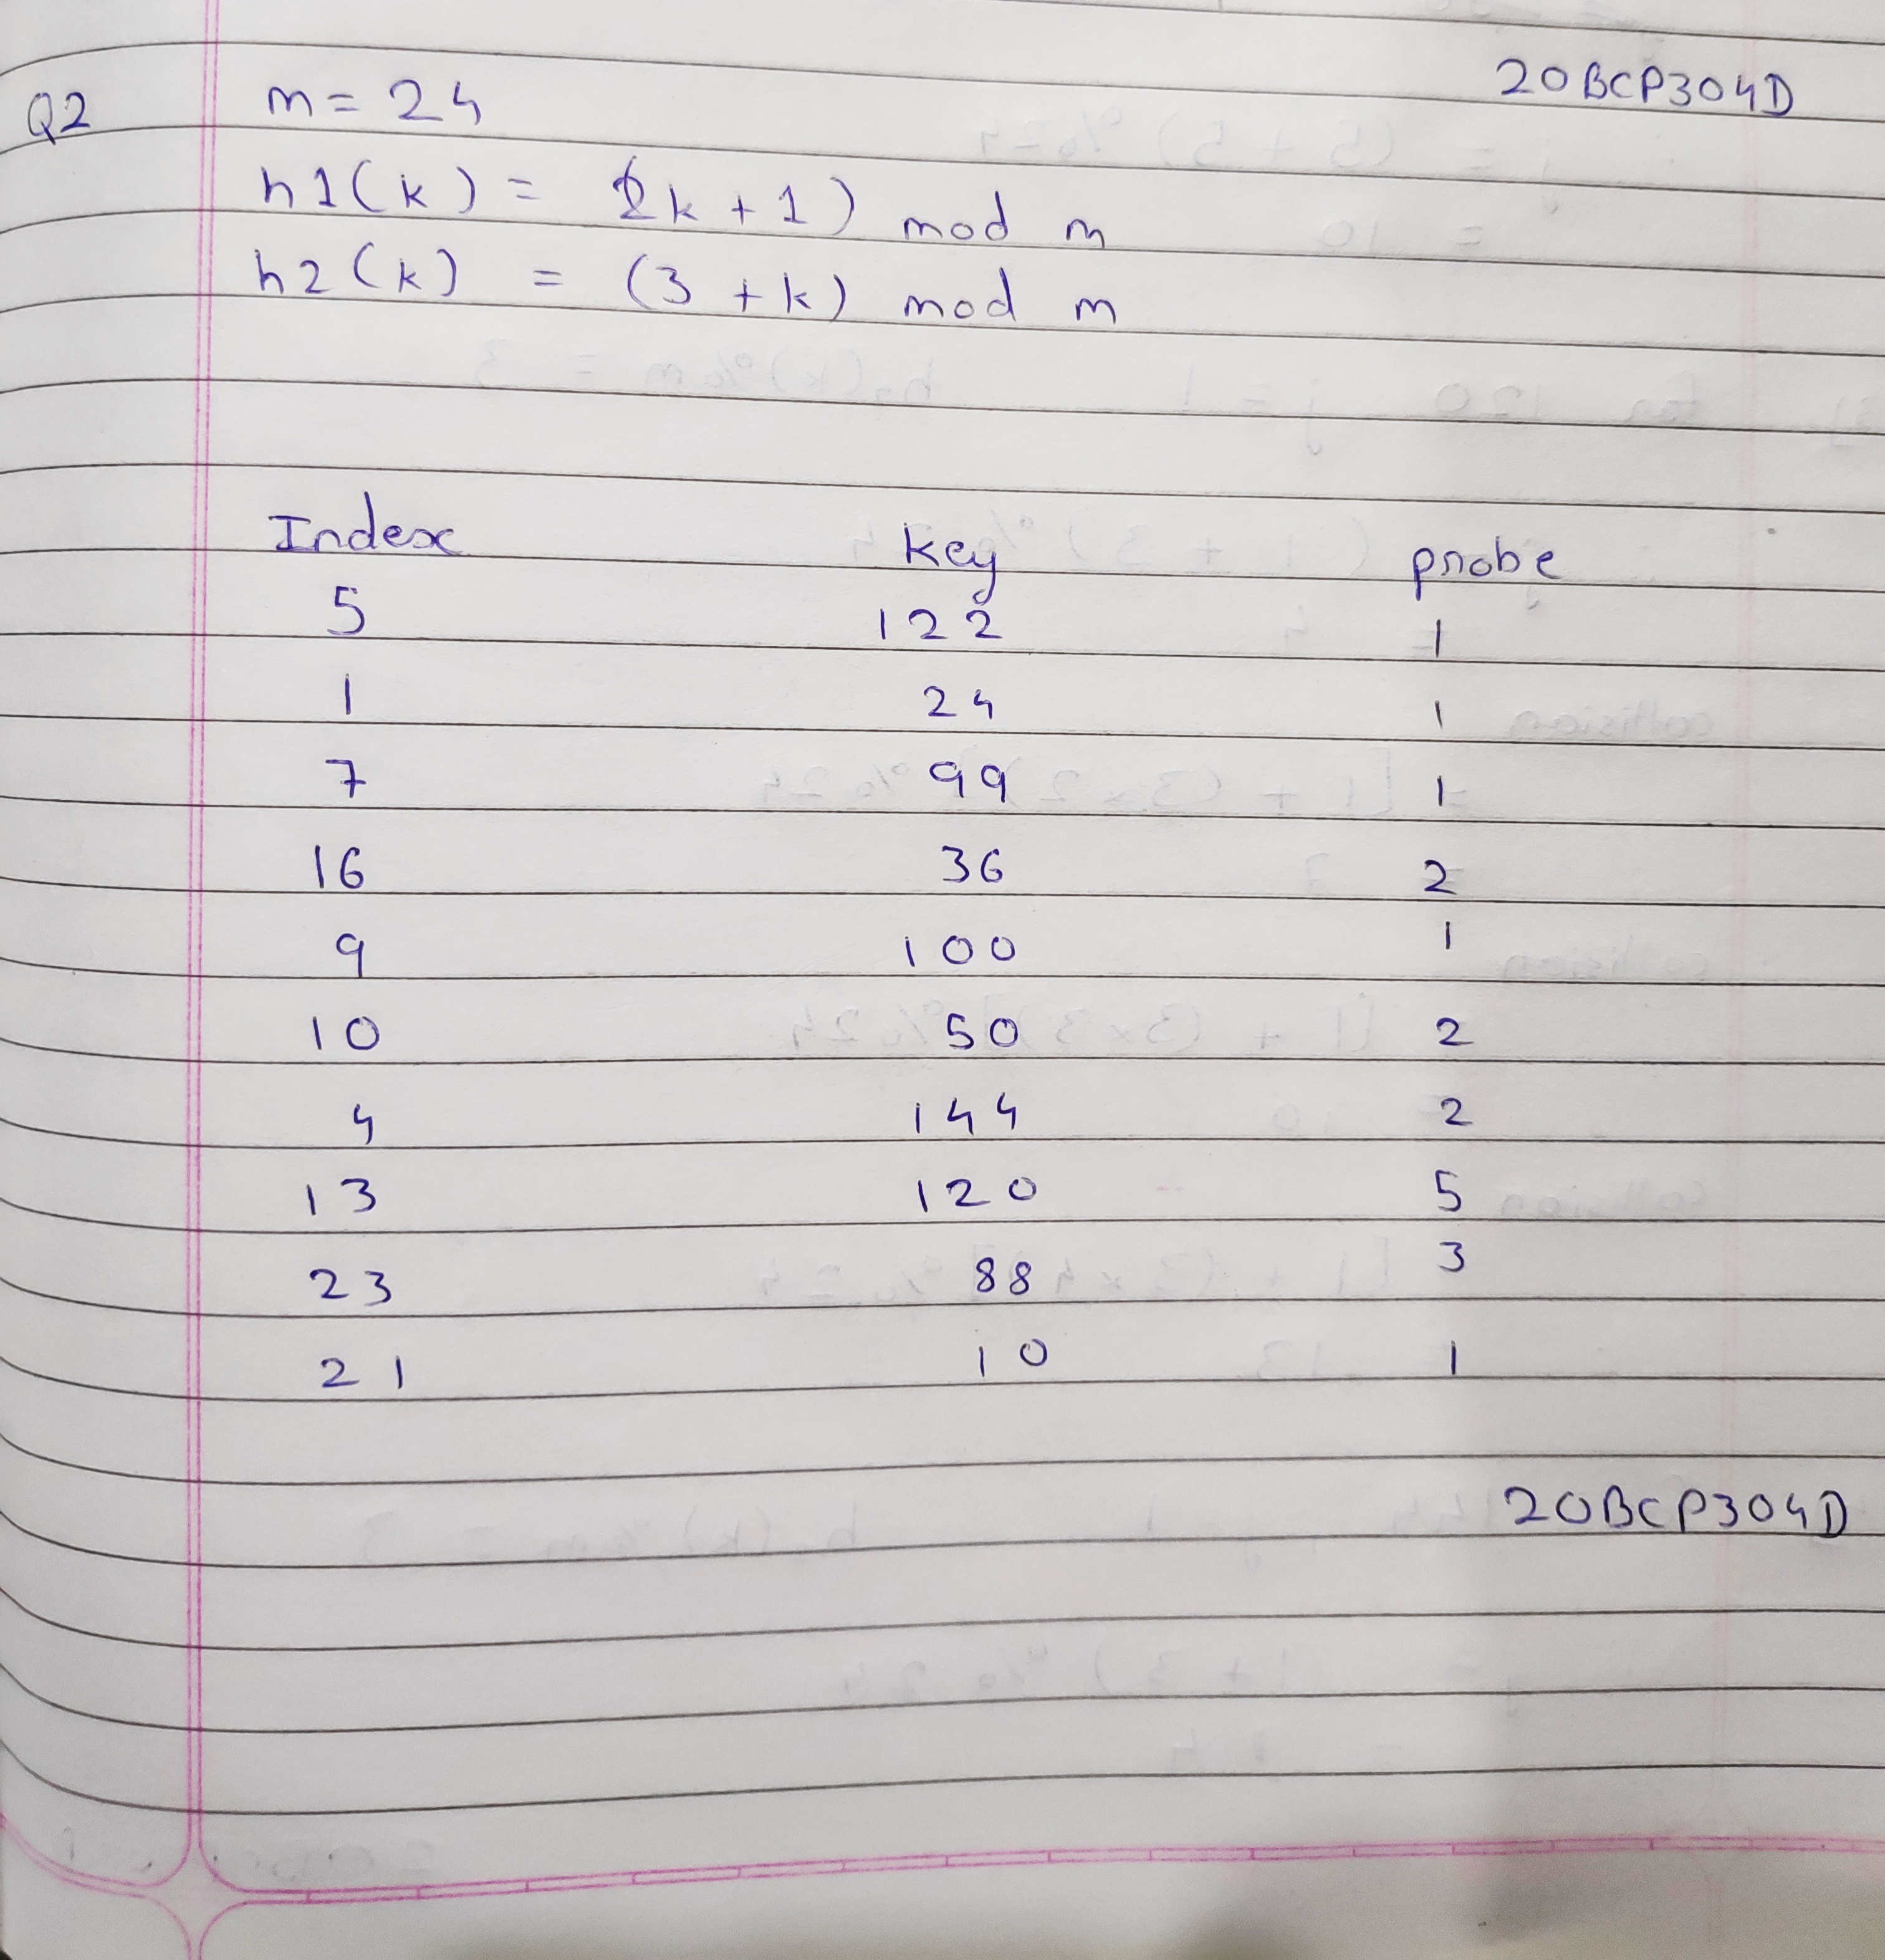 20BCP304D
Q2 m = 24
h1(k) = (2k + 1) mod m
h2(k) = (3 + k) mod m
Index key probe
5 122 1
1 24 1
7 99 1
16 36 2
9 100 1
10 50 2
4 144 2
13 120 5
23 88 3
21 10 1
20BCP304D